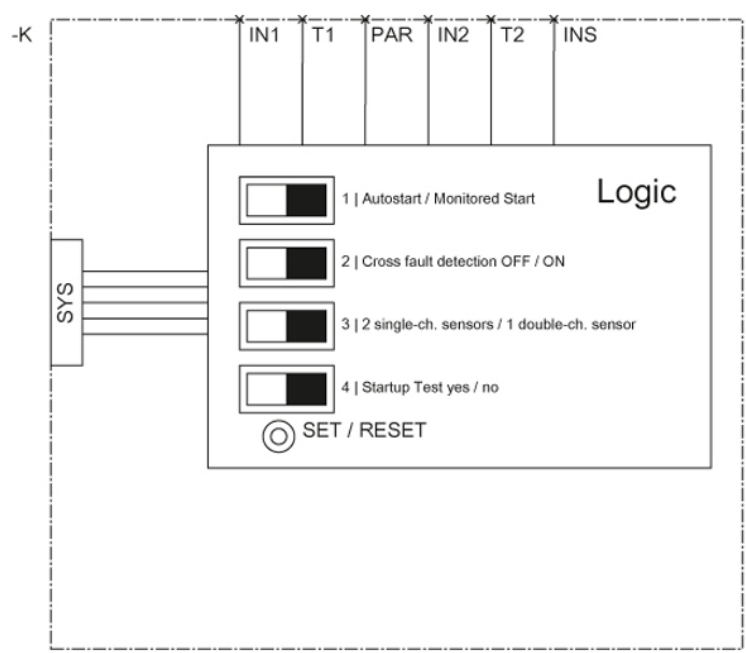 -K
IN1 T1 PAR IN2 T2 INS
Logic
1 | Autostart / Monitored Start
2 | Cross fault detection OFF / ON
SYS
3 | 2 single-ch. sensors / 1 double-ch. sensor
4 | Startup Test yes / no
SET / RESET